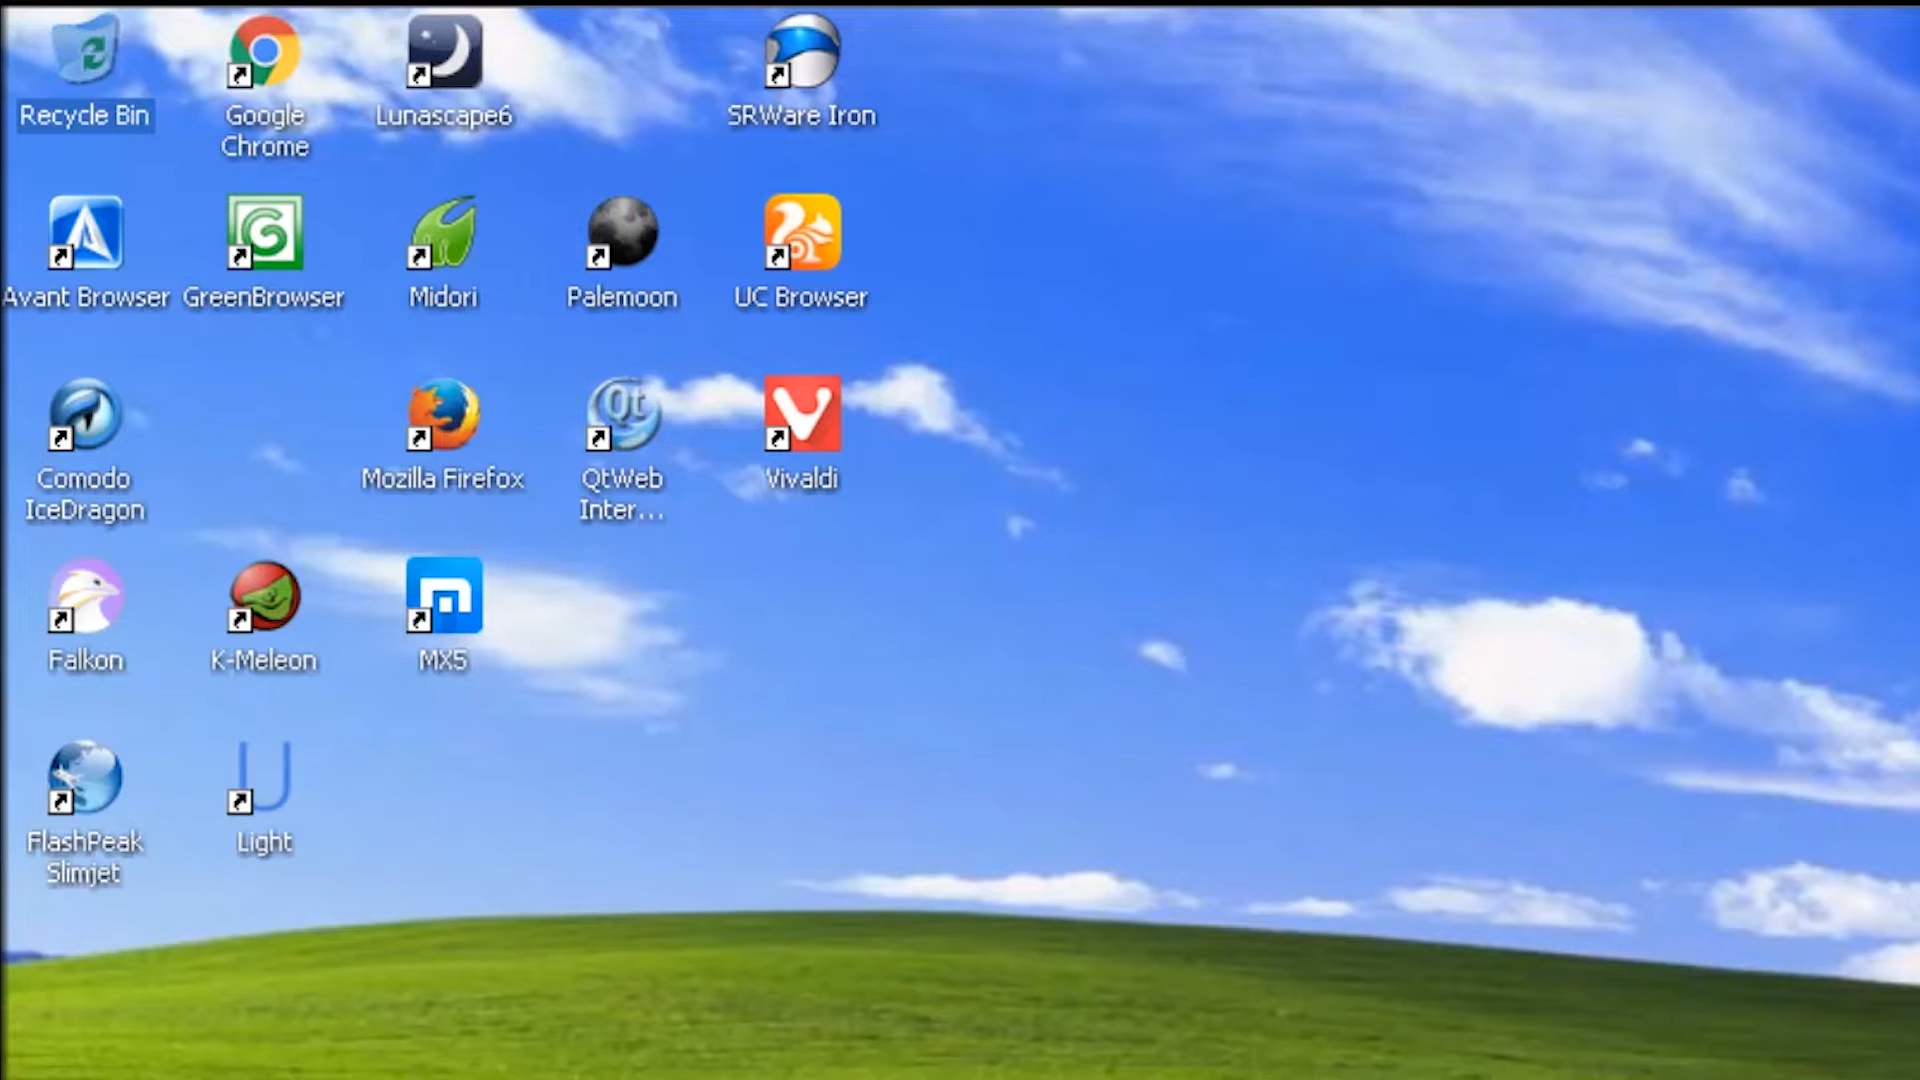 Recycle Bin
Google
Chrome
Lunascape6
SRWare Iron
Avant Browser
GreenBrowser
Midori
Palemoon
UC Browser
Comodo
IceDragon
Mozilla Firefox
Qt
QtWeb
Inter...
Vivaldi
Falkon
K-Meleon
MX5
FlashPeak
Slimjet
Light